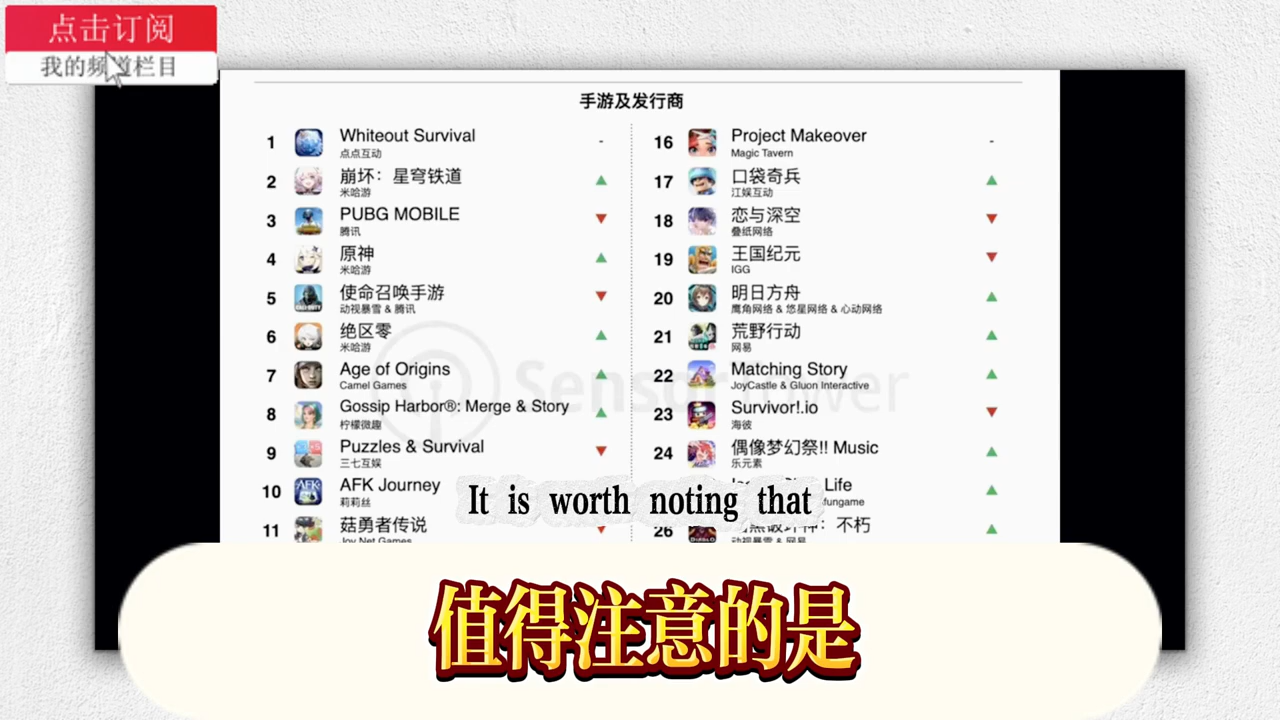 点击订阅
我的频道栏目
手游及发行商
1 Whiteout Survival -
点点互动
2 崩坏：星穹铁道
米哈游
3 PUBG MOBILE
腾讯
4 原神
米哈游
5 使命召唤手游
动视暴雪 & 腾讯
6 绝区零
米哈游
7 Age of Origins
Camel Games
8 Gossip Harbor®: Merge & Story
柠檬微趣
9 Puzzles & Survival
三七互娱
10 AFK Journey
莉莉丝
11 菇勇者传说
Joy Net Games
16 Project Makeover -
Magic Tavern
17 口袋奇兵
江娱互动
18 恋与深空
叠纸网络
19 王国纪元
IGG
20 明日方舟
鹰角网络 & 悠星网络 & 心动网络
21 荒野行动
网易
22 Matching Story
JoyCastle & Gluon Interactive
23 Survivor!.io
海彼
24 偶像梦幻祭!! Music
乐元素
Life
fungame
26 不朽
动视暴雪 & 网易
SensorTower
It is worth noting that
值得注意的是